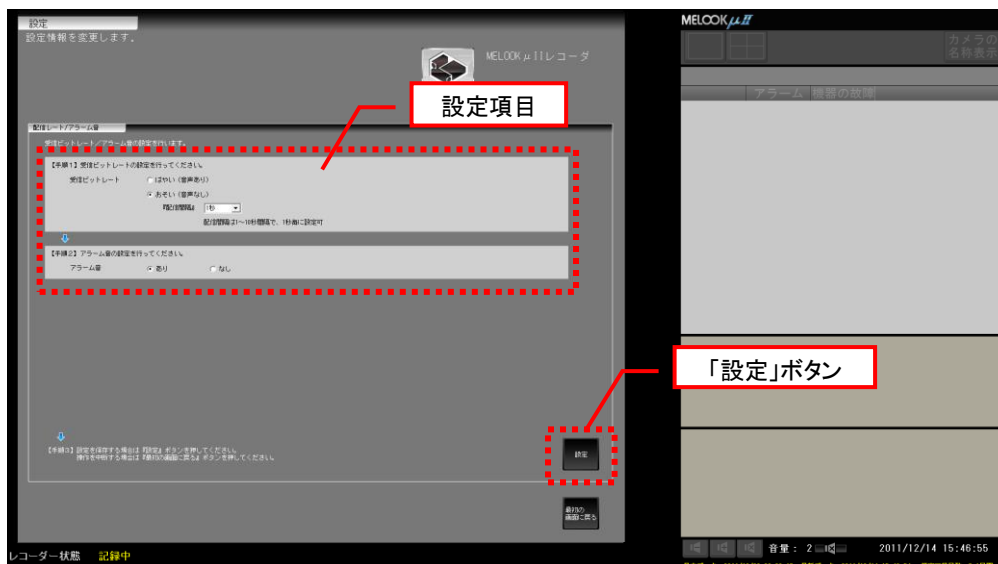 設定
設定情報を変更します。
MELOOKμIIレコーダ
設定項目
配信レート/アラーム音
受信ビットレート/アラーム音の設定を行います。
【手順1】受信ビットレートの設定を行ってください。
受信ビットレート はやい(音声あり)
おそい(音声なし)
『配信間隔』 1秒
配信間隔は1~10秒間隔で、1秒毎に設定可
【手順2】アラーム音の設定を行ってください。
アラーム音 あり なし
【手順3】設定を保存する場合は『設定』ボタンを押してください。
操作を中断する場合は『最初の画面に戻る』ボタンを押してください。
設定
最初の
画面に戻る
レコーダー状態 記録中
MELOOKμII
カメラの
名称表示
アラーム 機器の故障
「設定」ボタン
音量: 2
2011/12/14 15:46:55